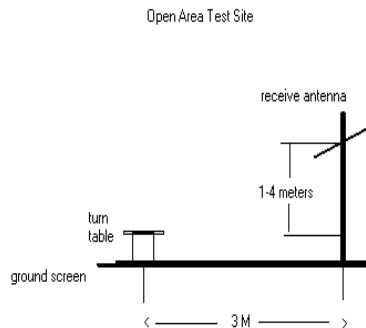 Open Area Test Site
receive antenna
1-4 meters
turn
table
ground screen
3 M